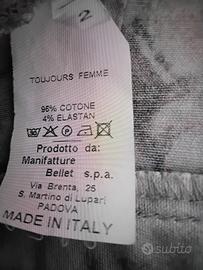 2
TOUJOURS FEMME
96% COTONE
4% ELASTAN
Prodotto da:
Manifatture
Bellet s.p.a.
Via Brenta, 25
S. Martino di Lupari
PADOVA
MADE IN ITALY
subito